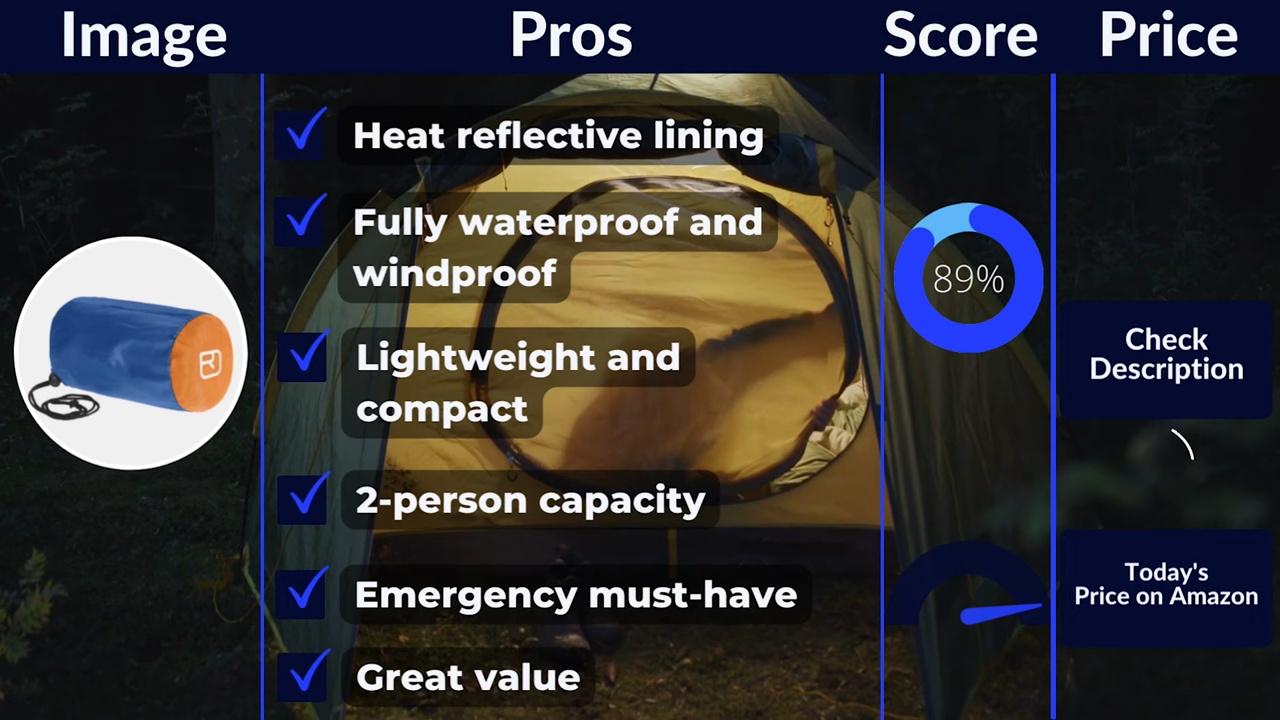 Image
Pros
Score
Price
Heat reflective lining
Fully waterproof and
windproof
Lightweight and
compact
2-person capacity
Emergency must-have
Great value
89%
Check
Description
Today's
Price on Amazon